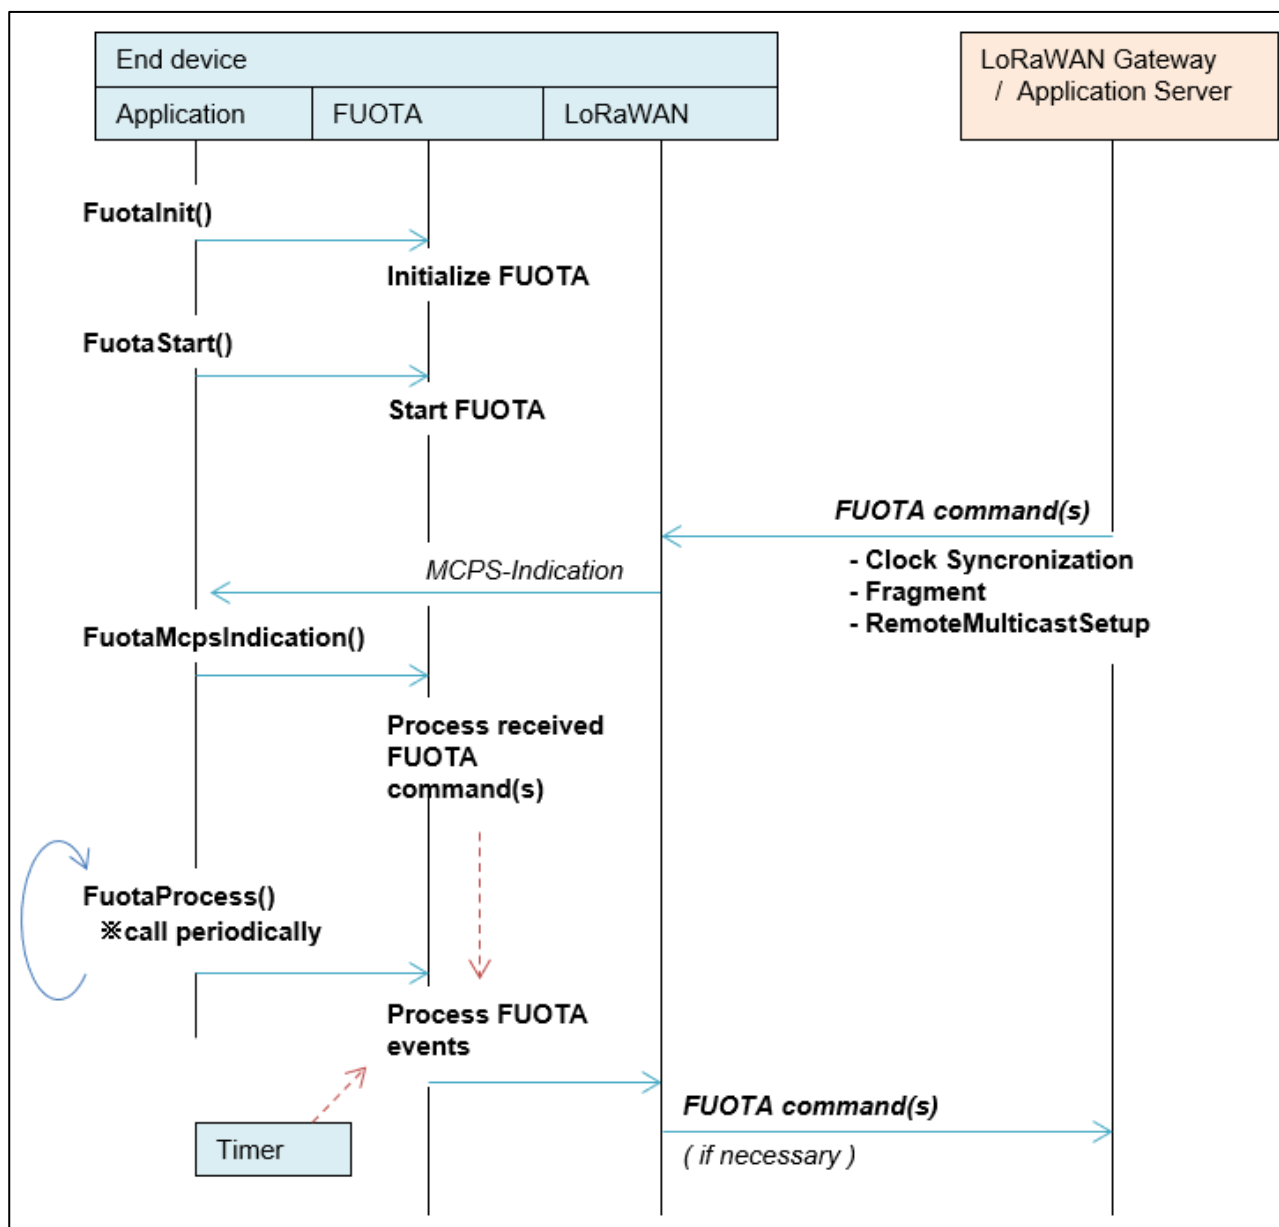 End device
LoRaWAN Gateway
/ Application Server
Application
FUOTA
LoRaWAN
FuotaInit()
Initialize FUOTA
FuotaStart()
Start FUOTA
FUOTA command(s)
- Clock Syncronization
- Fragment
- RemoteMulticastSetup
MCPS-Indication
FuotaMcpsIndication()
Process received
FUOTA
command(s)
FuotaProcess()
※call periodically
Process FUOTA
events
FUOTA command(s)
( if necessary )
Timer